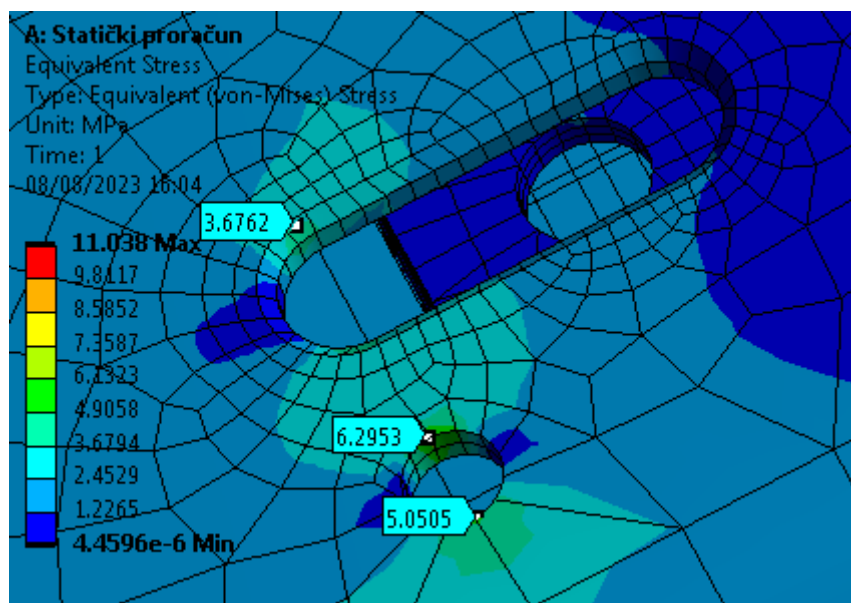 A: Statički proračun
Equivalent Stress
Type: Equivalent (von-Mises) Stress
Unit: MPa
Time: 1
08/08/2023 16:04
3.6762
11.038 Max
9.8117
8.5852
7.3587
6.1323
4.9058
3.6794
2.4529
1.2265
4.4596e-6 Min
6.2953
5.0505